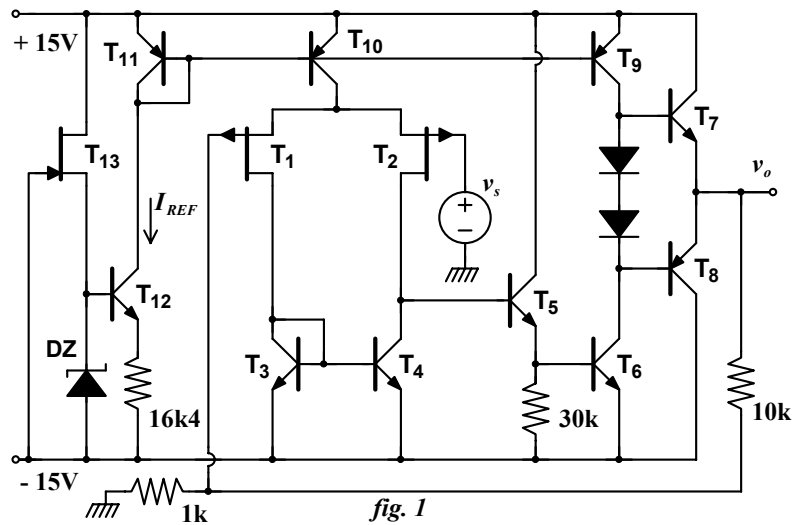 + 15V
T11
T10
T9
T7
T13
T1
T2
vs
vo
IREF
T12
T5
T8
DZ
T3
T4
T6
16k4
30k
10k
- 15V
1k
fig. 1